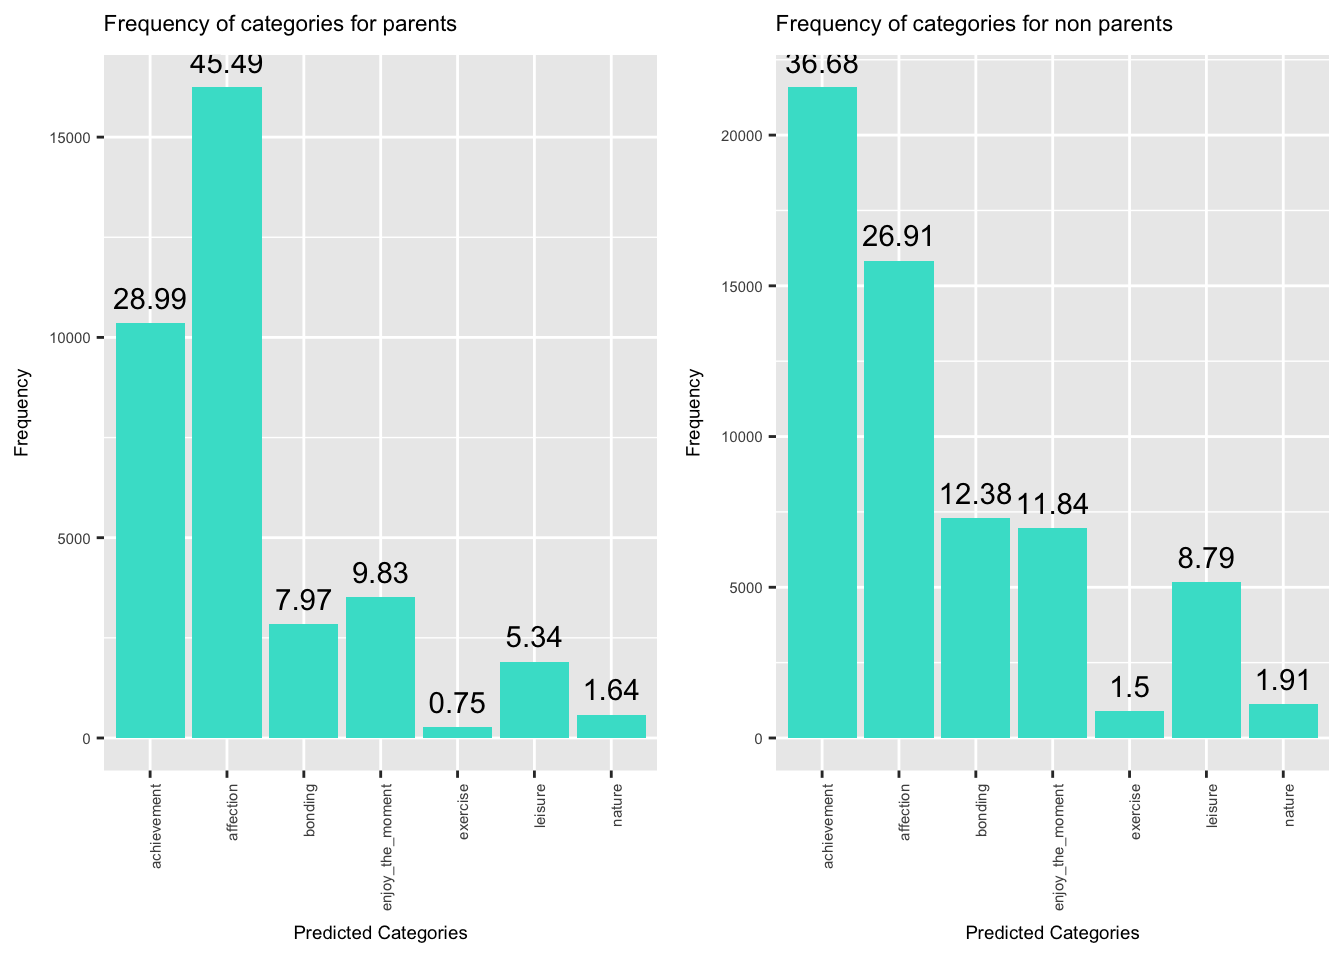 Frequency of categories for parents
45.49
15000
28.99
10000
Frequency
5000
9.83
7.97
5.34
0.75
1.64
0
achievement
affection
bonding
enjoy_the_moment
exercise
leisure
nature
Predicted Categories
Frequency of categories for non parents
36.68
20000
26.91
15000
Frequency
10000
12.38
11.84
8.79
5000
1.5
1.91
0
achievement
affection
bonding
enjoy_the_moment
exercise
leisure
nature
Predicted Categories